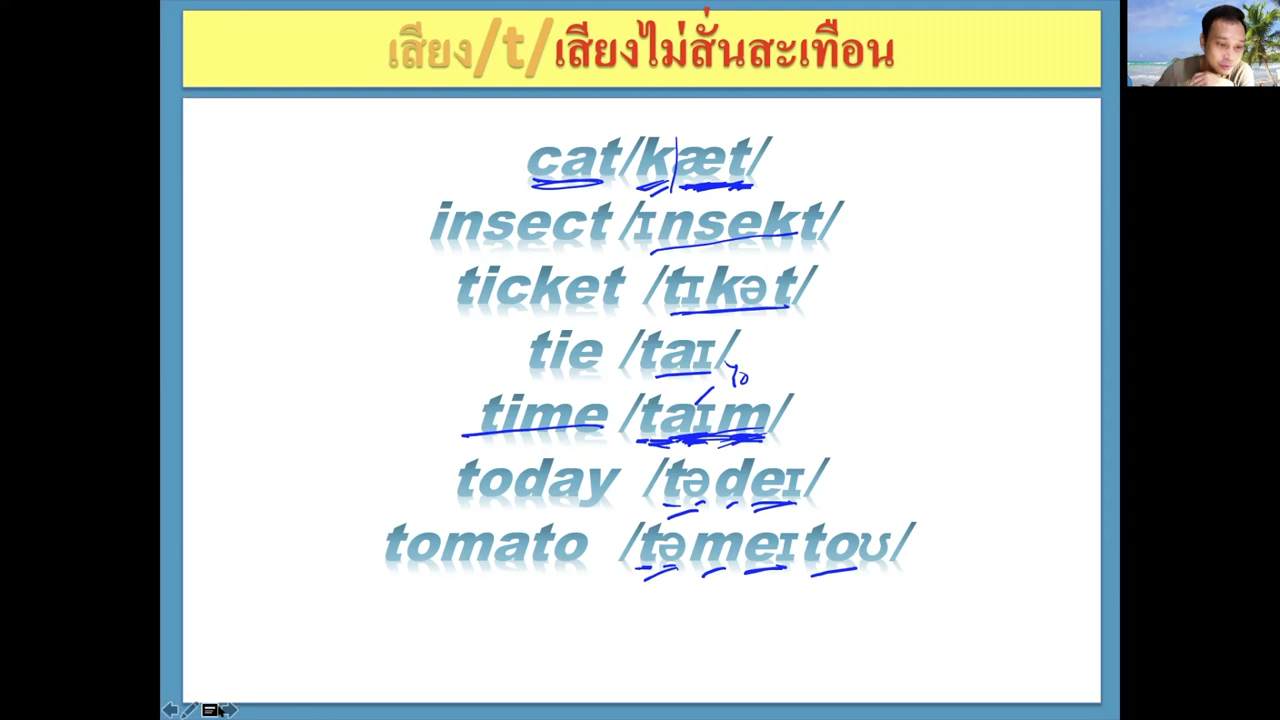 เสียง/t/เสียงไม่สั่นสะเทือน
cat/kæt/
insect /ɪnsekt/
ticket /tɪkət/
tie /taɪ/
time /taɪm/
today /tədeɪ/
tomato /təmeɪtoʊ/